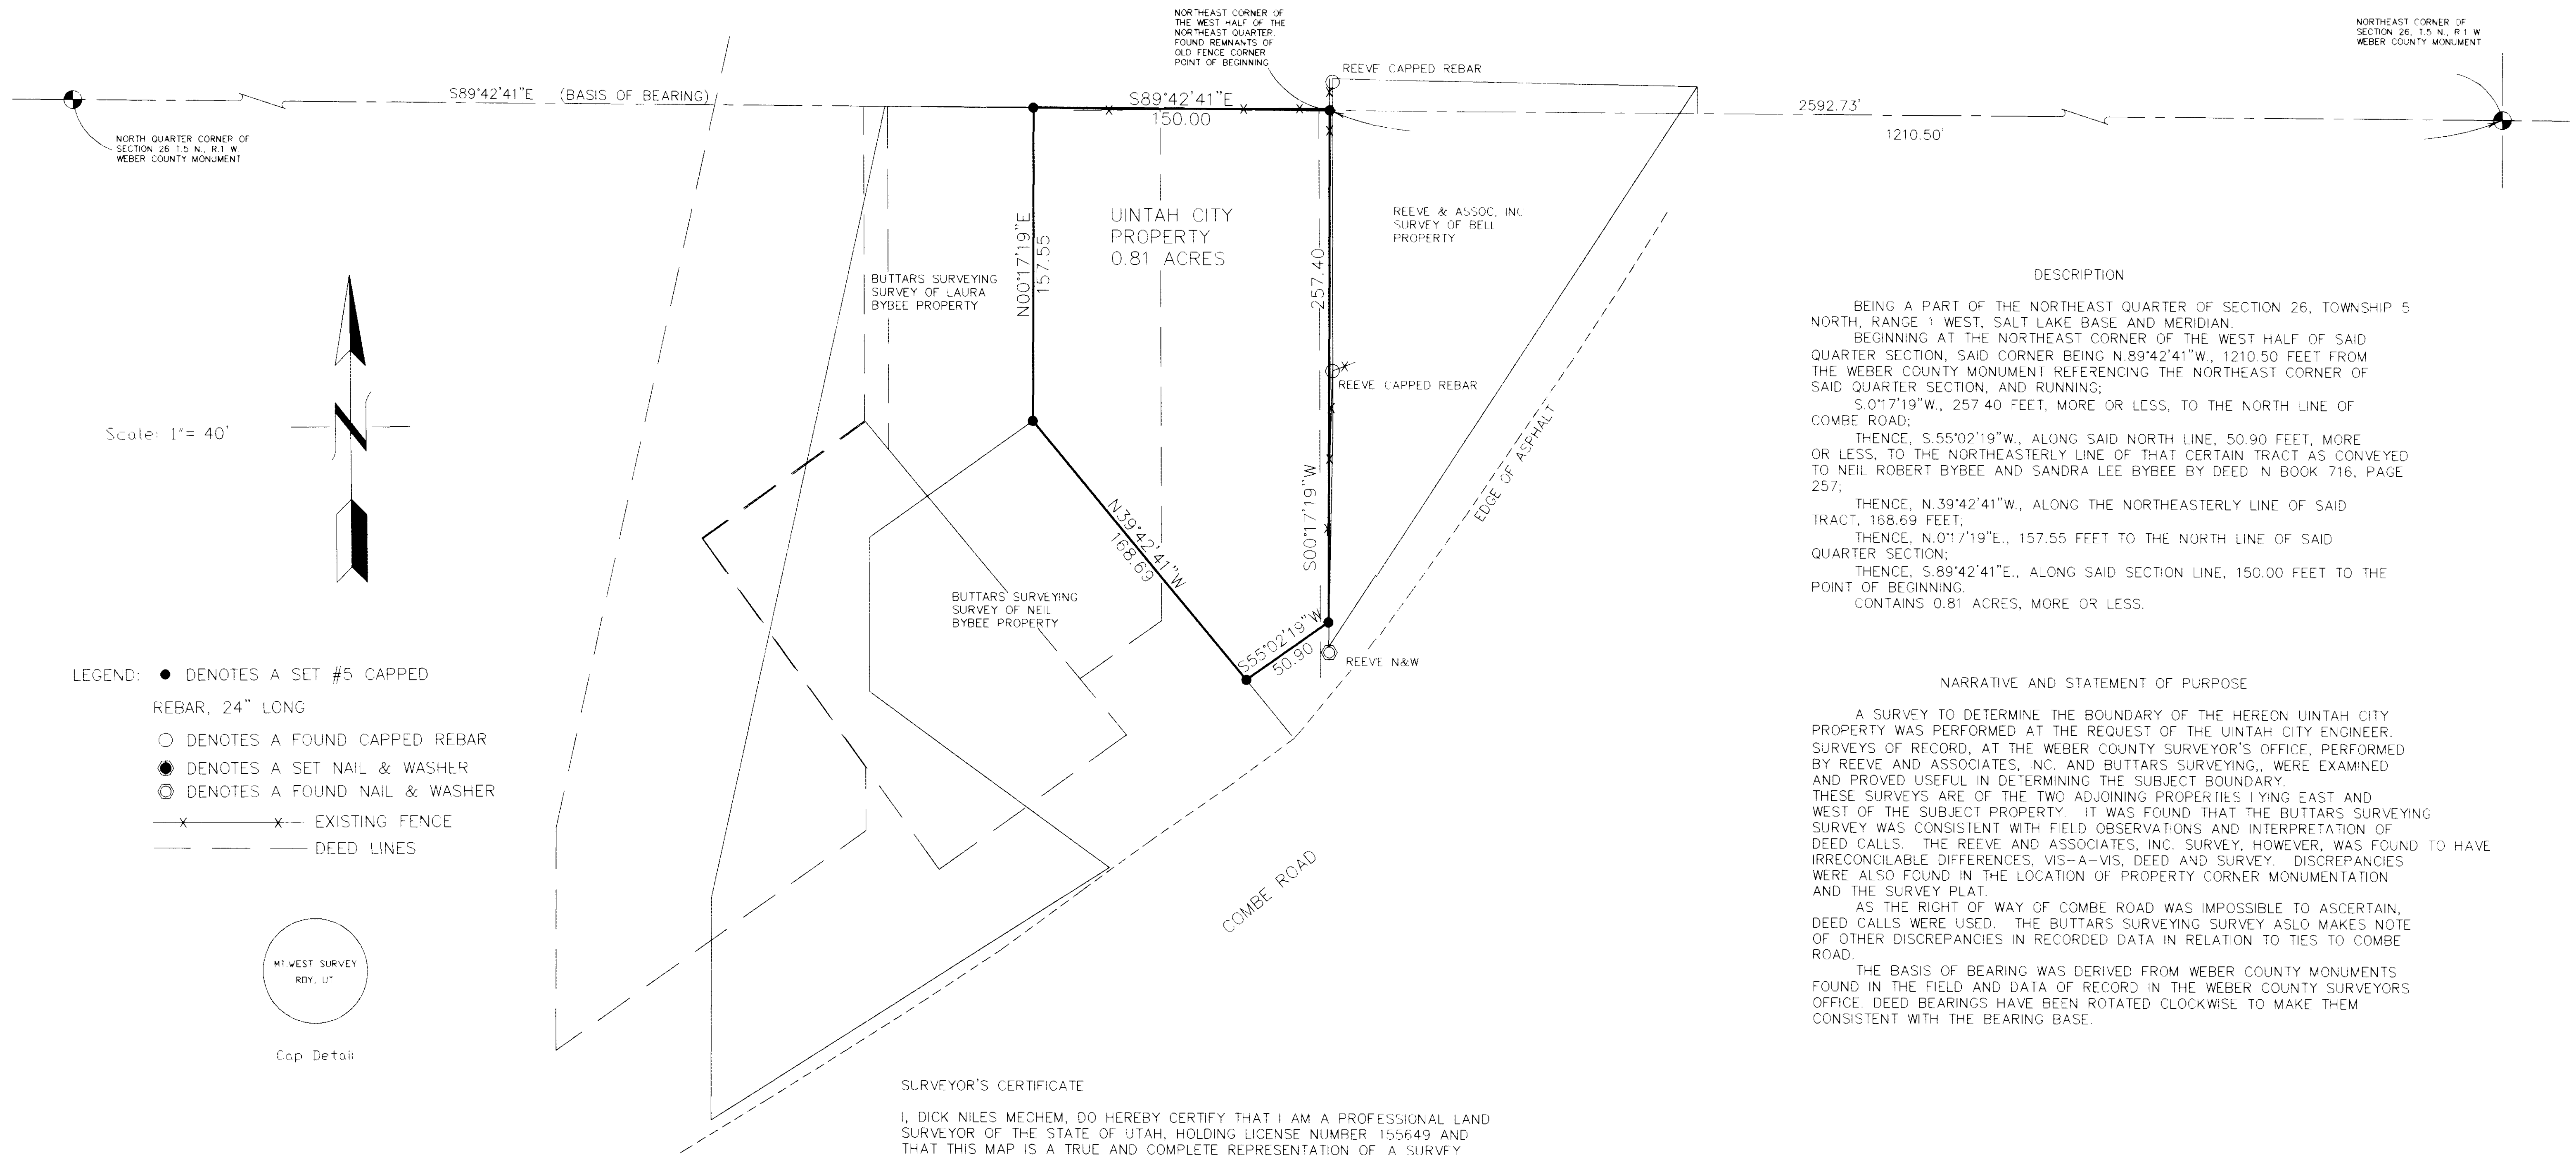 NORTHEAST CORNER OF
THE WEST HALF OF THE
NORTHEAST QUARTER.
FOUND REMNANTS OF
OLD FENCE CORNER
POINT OF BEGINNING
NORTHEAST CORNER OF
SECTION 26, T.5 N., R.1 W
WEBER COUNTY MONUMENT
REEVE CAPPED REBAR
S89°42'41"E (BASIS OF BEARING)
S89°42'41"E
150.00
2592.73'
1210.50'
NORTH QUARTER CORNER OF
SECTION 26 T.5 N., R.1 W.
WEBER COUNTY MONUMENT
UINTAH CITY
PROPERTY
0.81 ACRES
REEVE & ASSOC, INC
SURVEY OF BELL
PROPERTY
N00°17'19"E
157.55
257.40
S00°17'19"W
BUTTARS SURVEYING
SURVEY OF LAURA
BYBEE PROPERTY
REEVE CAPPED REBAR
EDGE OF ASPHALT
N
Scale: 1"= 40'
N39°42'41"W
168.69
BUTTARS SURVEYING
SURVEY OF NEIL
BYBEE PROPERTY
S55°02'19"W
50.90
REEVE N&W
COMBE ROAD
LEGEND: DENOTES A SET #5 CAPPED
REBAR, 24" LONG
DENOTES A FOUND CAPPED REBAR
DENOTES A SET NAIL & WASHER
DENOTES A FOUND NAIL & WASHER
EXISTING FENCE
DEED LINES
MT.WEST SURVEY
ROY, UT
Cap Detail
DESCRIPTION
BEING A PART OF THE NORTHEAST QUARTER OF SECTION 26, TOWNSHIP 5
NORTH, RANGE 1 WEST, SALT LAKE BASE AND MERIDIAN.
BEGINNING AT THE NORTHEAST CORNER OF THE WEST HALF OF SAID
QUARTER SECTION, SAID CORNER BEING N.89°42'41"W., 1210.50 FEET FROM
THE WEBER COUNTY MONUMENT REFERENCING THE NORTHEAST CORNER OF
SAID QUARTER SECTION, AND RUNNING;
S.0°17'19"W., 257.40 FEET, MORE OR LESS, TO THE NORTH LINE OF
COMBE ROAD;
THENCE, S.55°02'19"W., ALONG SAID NORTH LINE, 50.90 FEET, MORE
OR LESS, TO THE NORTHEASTERLY LINE OF THAT CERTAIN TRACT AS CONVEYED
TO NEIL ROBERT BYBEE AND SANDRA LEE BYBEE BY DEED IN BOOK 716, PAGE
257;
THENCE, N.39°42'41"W., ALONG THE NORTHEASTERLY LINE OF SAID
TRACT, 168.69 FEET;
THENCE, N.0°17'19"E., 157.55 FEET TO THE NORTH LINE OF SAID
QUARTER SECTION;
THENCE, S.89°42'41"E., ALONG SAID SECTION LINE, 150.00 FEET TO THE
POINT OF BEGINNING.
CONTAINS 0.81 ACRES, MORE OR LESS.
NARRATIVE AND STATEMENT OF PURPOSE
A SURVEY TO DETERMINE THE BOUNDARY OF THE HEREON UINTAH CITY
PROPERTY WAS PERFORMED AT THE REQUEST OF THE UINTAH CITY ENGINEER.
SURVEYS OF RECORD, AT THE WEBER COUNTY SURVEYOR'S OFFICE, PERFORMED
BY REEVE AND ASSOCIATES, INC. AND BUTTARS SURVEYING,, WERE EXAMINED
AND PROVED USEFUL IN DETERMINING THE SUBJECT BOUNDARY.
THESE SURVEYS ARE OF THE TWO ADJOINING PROPERTIES LYING EAST AND
WEST OF THE SUBJECT PROPERTY. IT WAS FOUND THAT THE BUTTARS SURVEYING
SURVEY WAS CONSISTENT WITH FIELD OBSERVATIONS AND INTERPRETATION OF
DEED CALLS. THE REEVE AND ASSOCIATES, INC. SURVEY, HOWEVER, WAS FOUND TO HAVE
IRRECONCILABLE DIFFERENCES, VIS-A-VIS, DEED AND SURVEY. DISCREPANCIES
WERE ALSO FOUND IN THE LOCATION OF PROPERTY CORNER MONUMENTATION
AND THE SURVEY PLAT.
AS THE RIGHT OF WAY OF COMBE ROAD WAS IMPOSSIBLE TO ASCERTAIN,
DEED CALLS WERE USED. THE BUTTARS SURVEYING SURVEY ASLO MAKES NOTE
OF OTHER DISCREPANCIES IN RECORDED DATA IN RELATION TO TIES TO COMBE
ROAD.
THE BASIS OF BEARING WAS DERIVED FROM WEBER COUNTY MONUMENTS
FOUND IN THE FIELD AND DATA OF RECORD IN THE WEBER COUNTY SURVEYORS
OFFICE. DEED BEARINGS HAVE BEEN ROTATED CLOCKWISE TO MAKE THEM
CONSISTENT WITH THE BEARING BASE.
SURVEYOR'S CERTIFICATE
I, DICK NILES MECHEM, DO HEREBY CERTIFY THAT I AM A PROFESSIONAL LAND
SURVEYOR OF THE STATE OF UTAH, HOLDING LICENSE NUMBER 155649 AND
THAT THIS MAP IS A TRUE AND COMPLETE REPRESENTATION OF A SURVEY